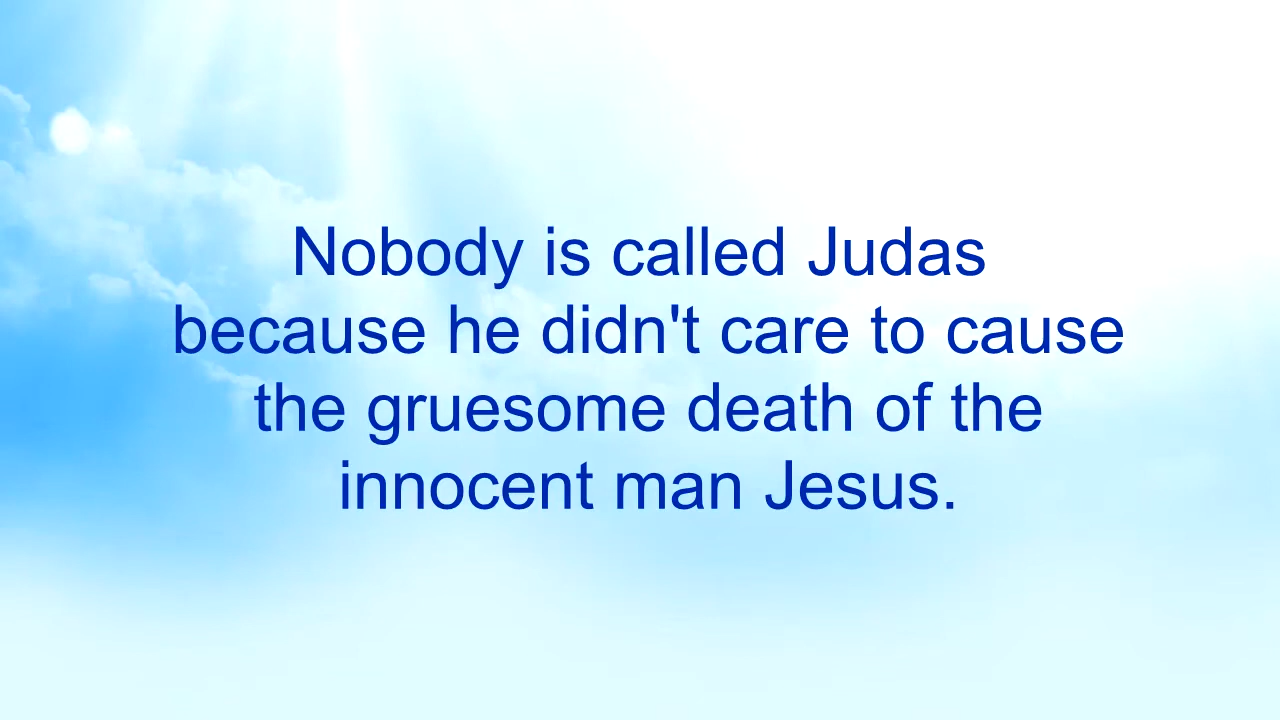 Nobody is called Judas
because he didn't care to cause
the gruesome death of the
innocent man Jesus.